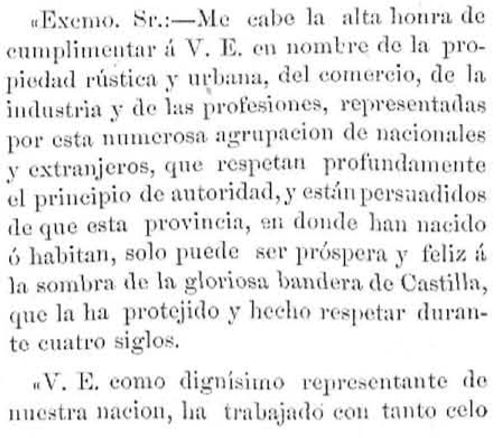 «Excmo. Sr.:—Me cabe la alta honra de
cumplimentar á V. E. en nombre de la pro-
piedad rústica y urbana, del comercio, de la
industria y de las profesiones, representadas
por esta numerosa agrupacion de nacionales
y extranjeros, que respetan profundamente
el principio de autoridad, y están persuadidos
de que esta provincia, en donde han nacido
ó habitan, solo puede ser próspera y feliz á
la sombra de la gloriosa bandera de Castilla,
que la ha protejido y hecho respetar duran-
te cuatro siglos.
«V. E. como dignísimo representante de
nuestra nacion, ha trabajado con tanto celo